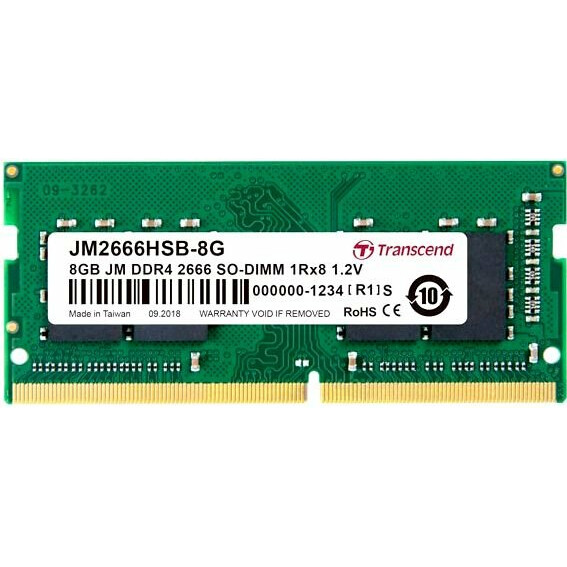 09-3262
JM2666HSB-8G
Transcend
8GB JM DDR4 2666 SO-DIMM 1Rx8 1.2V
000000-1234 [R1]S
10
Made in Taiwan 09.2018 WARRANTY VOID IF REMOVED RoHS CE